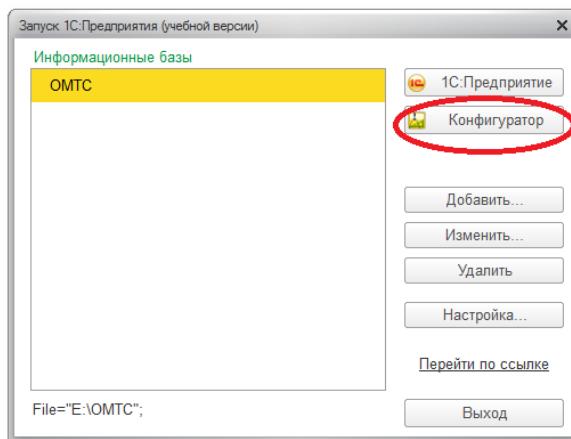 Запуск 1С:Предприятия (учебной версии)
Информационные базы
ОМТС
1С:Предприятие
Конфигуратор
Добавить...
Изменить...
Удалить
Настройка...
Перейти по ссылке
File="E:\OMTC";
Выход